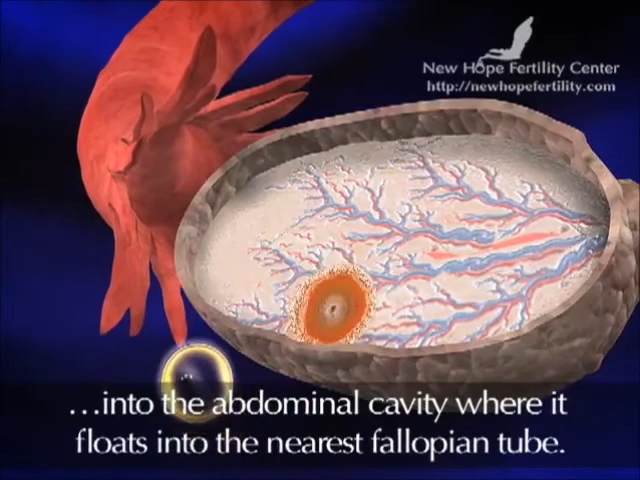 New Hope Fertility Center
http://newhopefertility.com
…into the abdominal cavity where it
floats into the nearest fallopian tube.